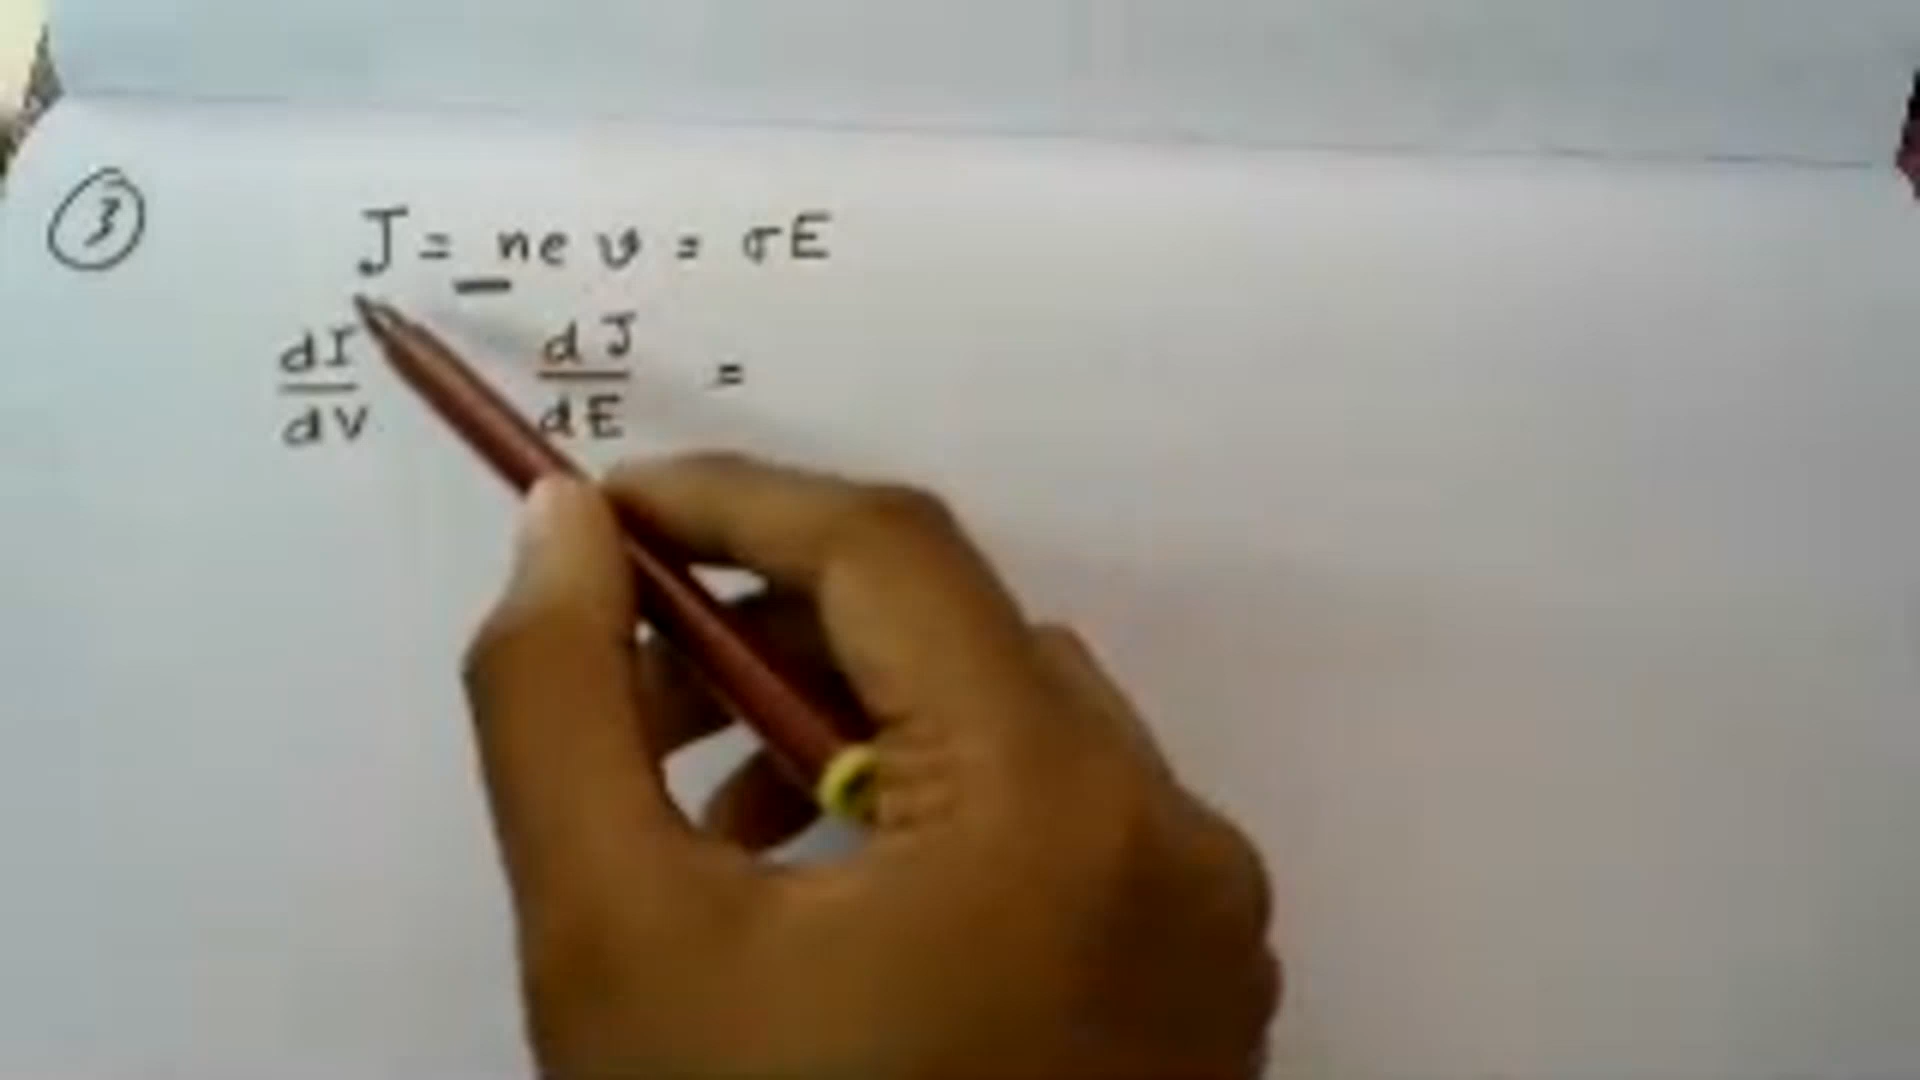 ③ J = ne v = σE
dI/dV dJ/dE =